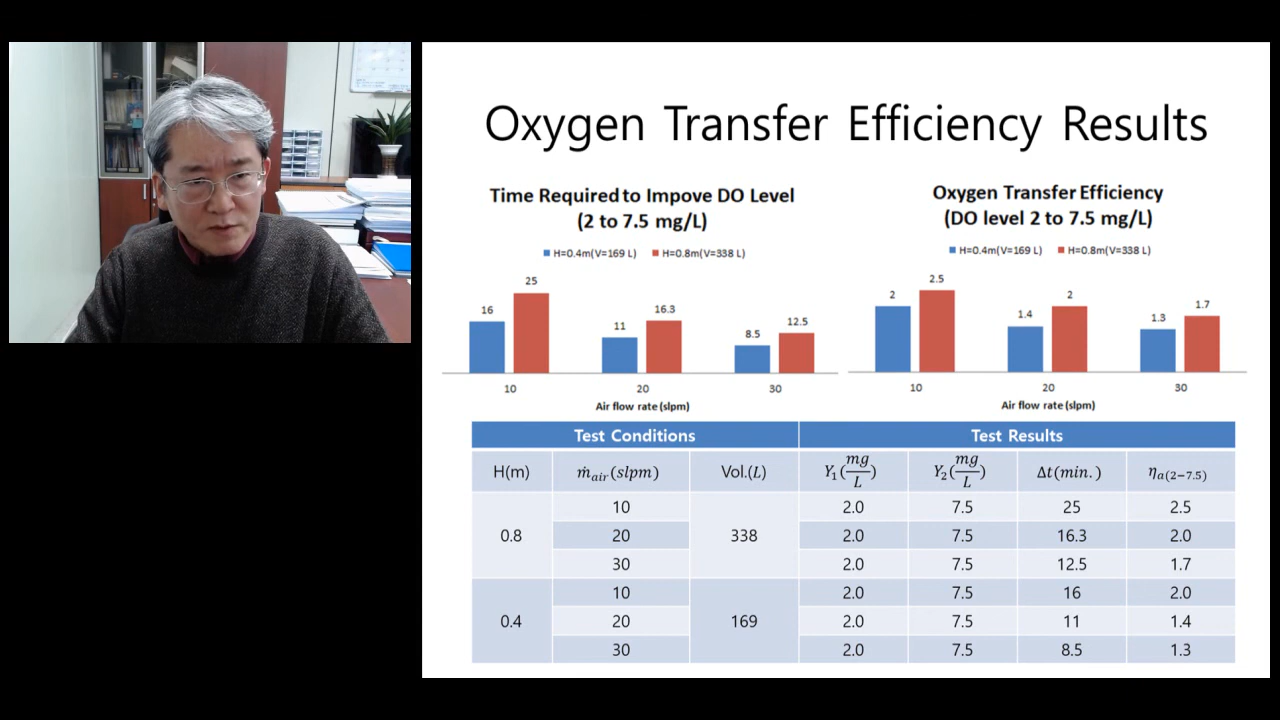 Oxygen Transfer Efficiency Results
Time Required to Impove DO Level
(2 to 7.5 mg/L)
H=0.4m(V=169 L) H=0.8m(V=338 L)
16 25 11 16.3 8.5 12.5
10 20 30
Air flow rate (slpm)
Oxygen Transfer Efficiency
(DO level 2 to 7.5 mg/L)
H=0.4m(V=169 L) H=0.8m(V=338 L)
2 2.5 1.4 2 1.3 1.7
10 20 30
Air flow rate (slpm)
Test Conditions Test Results
H(m) ṁair(slpm) Vol.(L) Y1(mg/L) Y2(mg/L) Δt(min.) ηa(2−7.5)
0.8 10 338 2.0 7.5 25 2.5
20 2.0 7.5 16.3 2.0
30 2.0 7.5 12.5 1.7
0.4 10 169 2.0 7.5 16 2.0
20 2.0 7.5 11 1.4
30 2.0 7.5 8.5 1.3